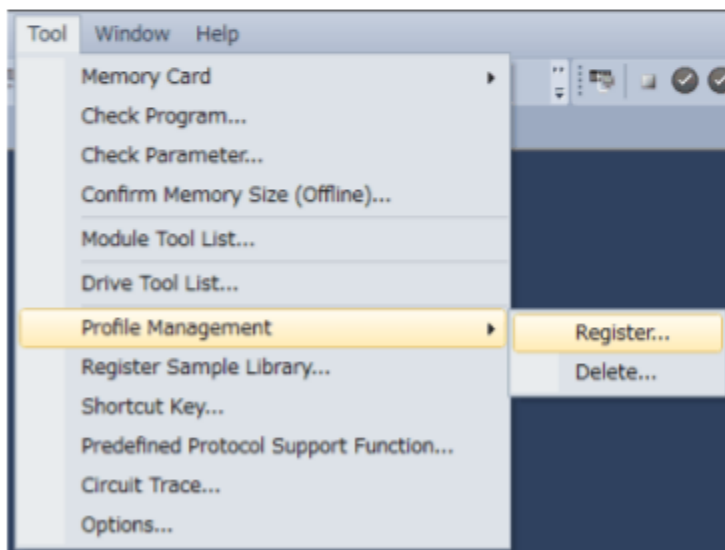 Tool Window Help
Memory Card
Check Program...
Check Parameter...
Confirm Memory Size (Offline)...
Module Tool List...
Drive Tool List...
Profile Management
Register...
Delete...
Register Sample Library...
Shortcut Key...
Predefined Protocol Support Function...
Circuit Trace...
Options...